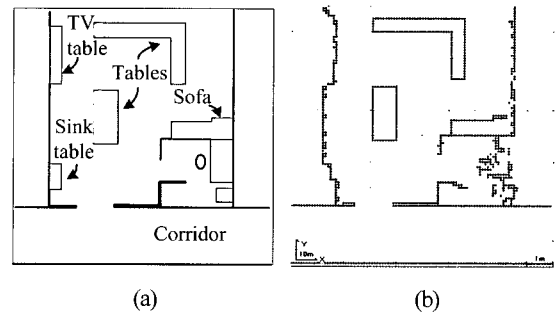 TV
table
Tables
Sofa
Sink
table
Corridor
Y
10m
X
1m
(a)
(b)